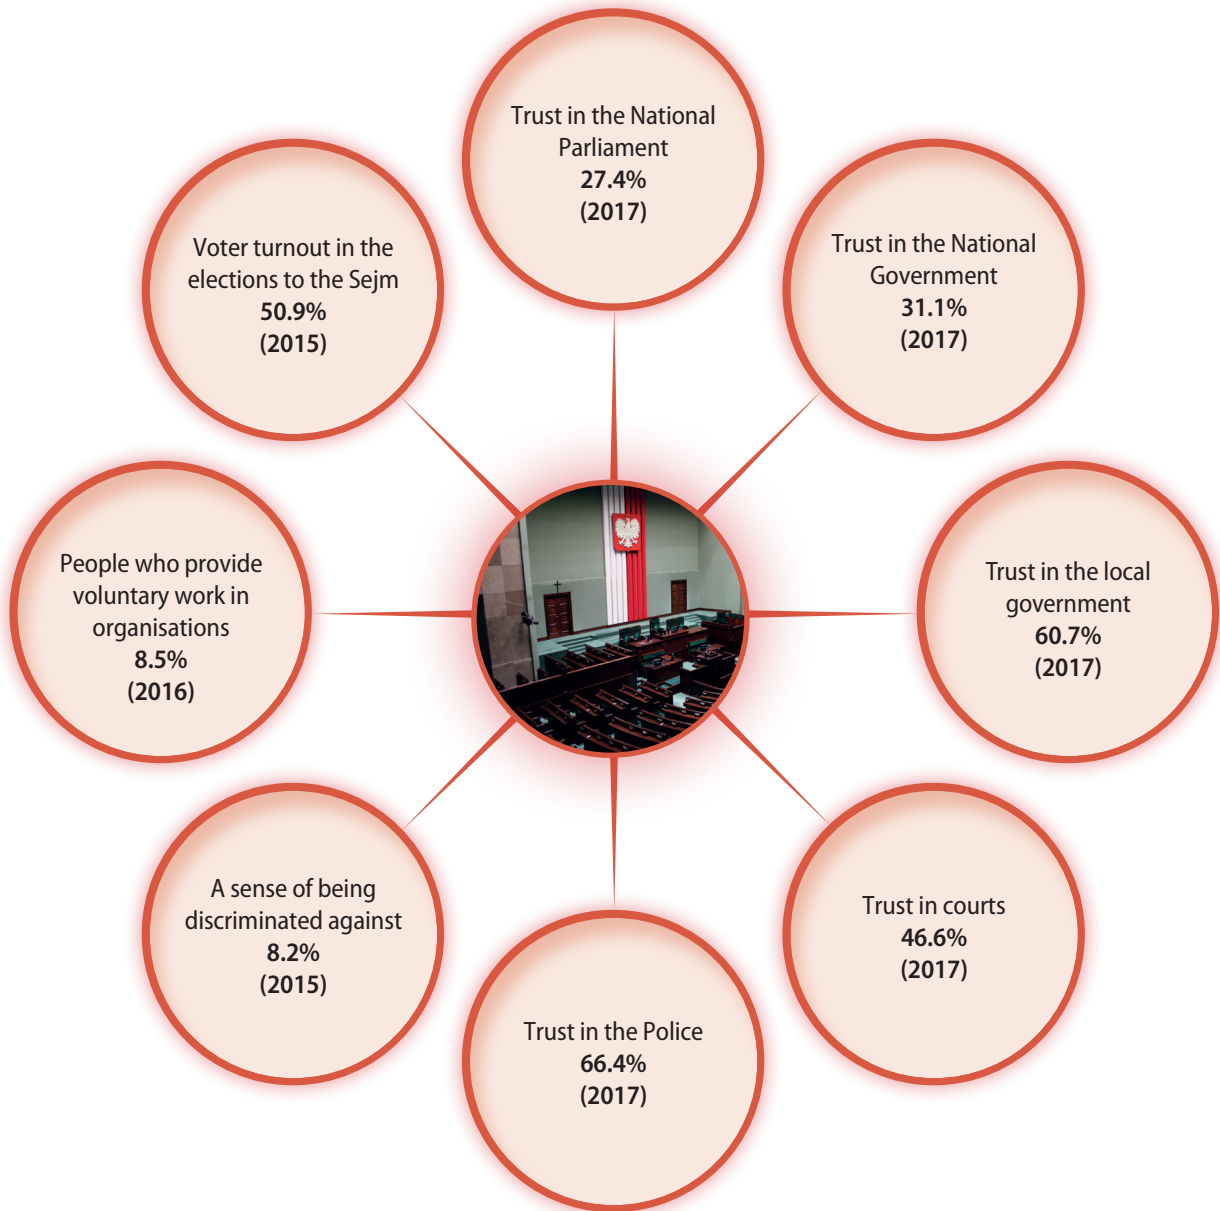 Trust in the National
Parliament
27.4%
(2017)
Trust in the National
Government
31.1%
(2017)
Trust in the local
government
60.7%
(2017)
Trust in courts
46.6%
(2017)
Trust in the Police
66.4%
(2017)
A sense of being
discriminated against
8.2%
(2015)
People who provide
voluntary work in
organisations
8.5%
(2016)
Voter turnout in the
elections to the Sejm
50.9%
(2015)